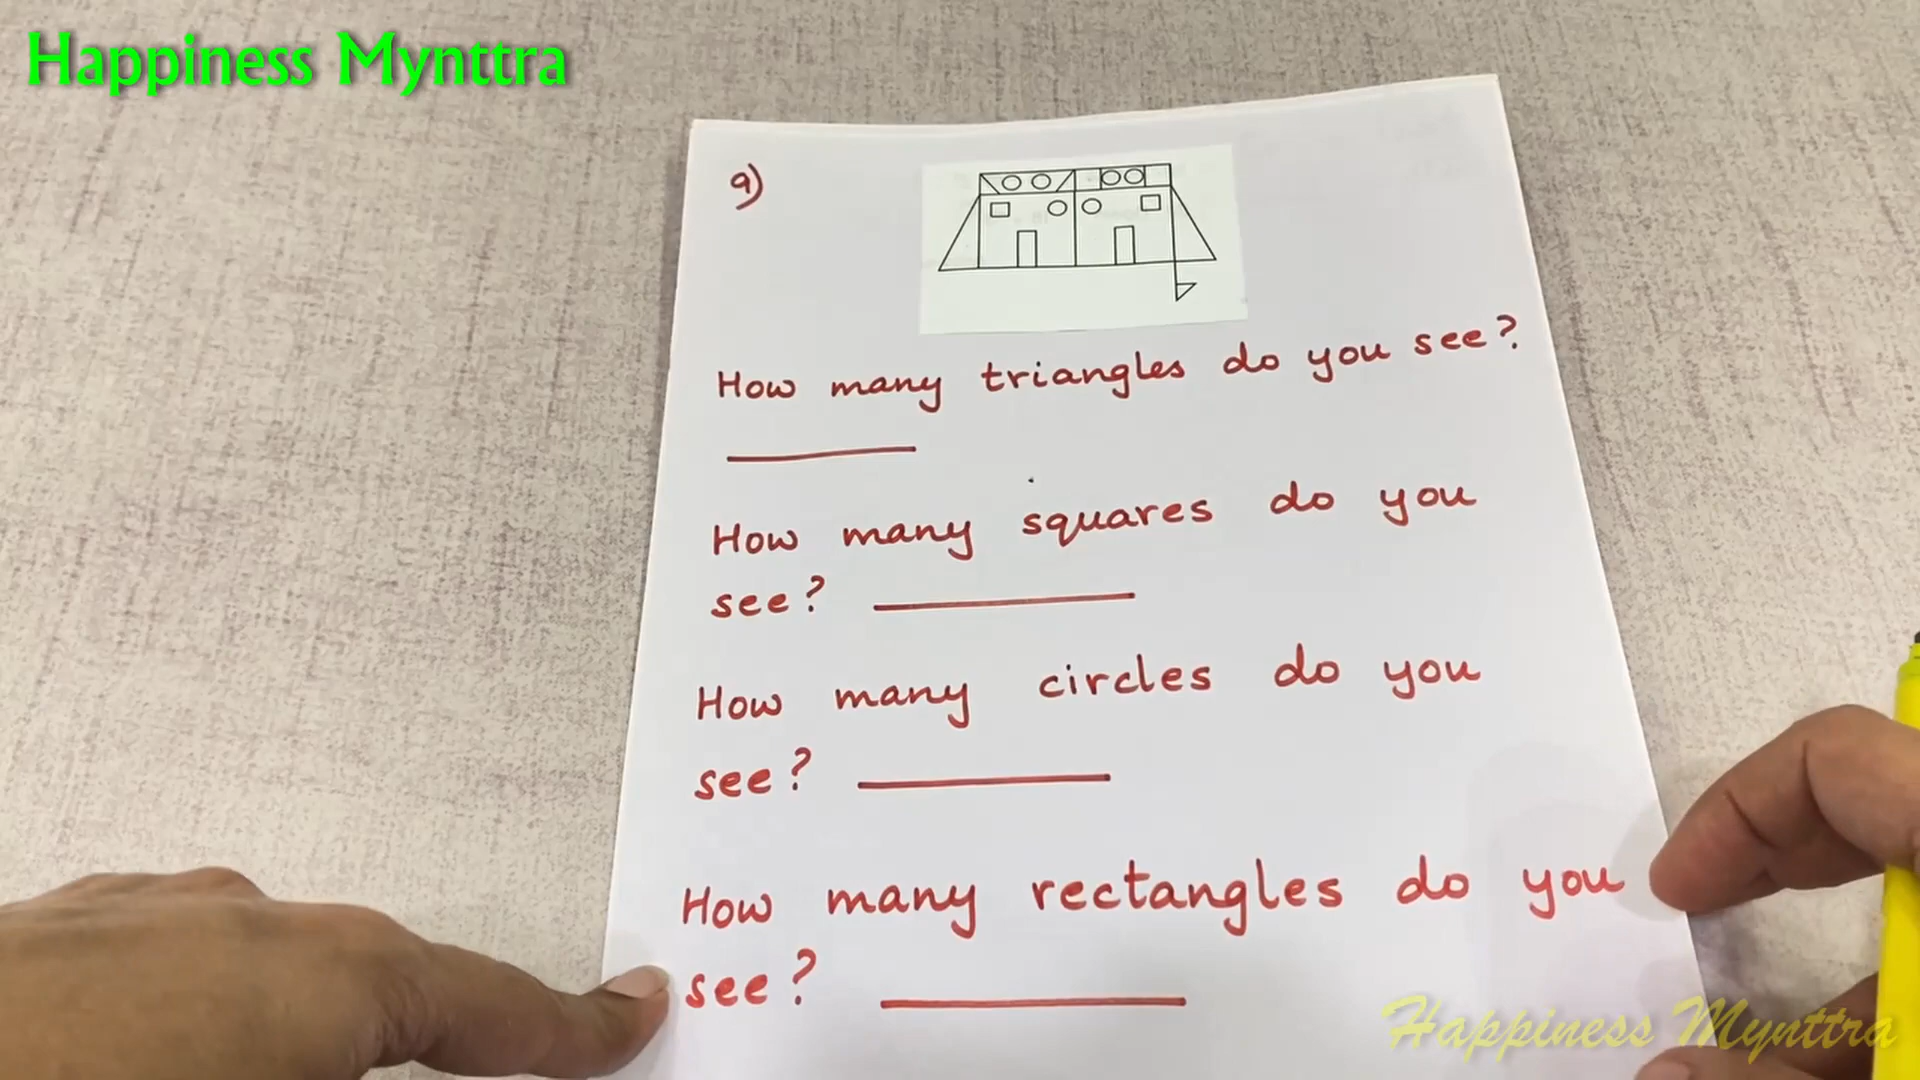 Happiness Mynttra
9)
How many triangles do you see?
How many squares do you
see?
How many circles do you
see?
How many rectangles do you
see?
Happiness Mynttra